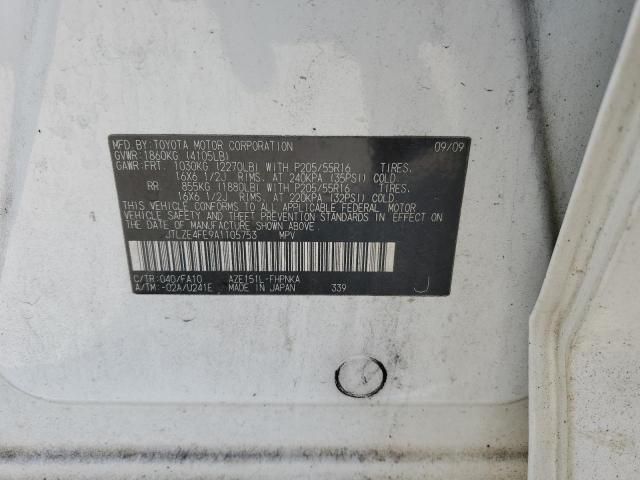 MFD.BY:TOYOTA MOTOR CORPORATION 09/09
GVWR:1860KG (4105LB)
GAWR:FRT. 1030KG (2270LB) WITH P205/55R16 TIRES,
16X6 1/2J RIMS, AT 240KPA (35PSI) COLD
RR. 855KG (1880LB) WITH P205/55R16 TIRES,
16X6 1/2J RIMS, AT 220KPA (32PSI) COLD
THIS VEHICLE CONFORMS TO ALL APPLICABLE FEDERAL MOTOR
VEHICLE SAFETY AND THEFT PREVENTION STANDARDS IN EFFECT
ON THE DATE OF MANUFACTURE SHOWN ABOVE.
JTLZE4FE9A1105753 MPV
C/TR:040/FA10 AZE151L-FHPNKA
A/TM:-02A/U241E MADE IN JAPAN 339 J